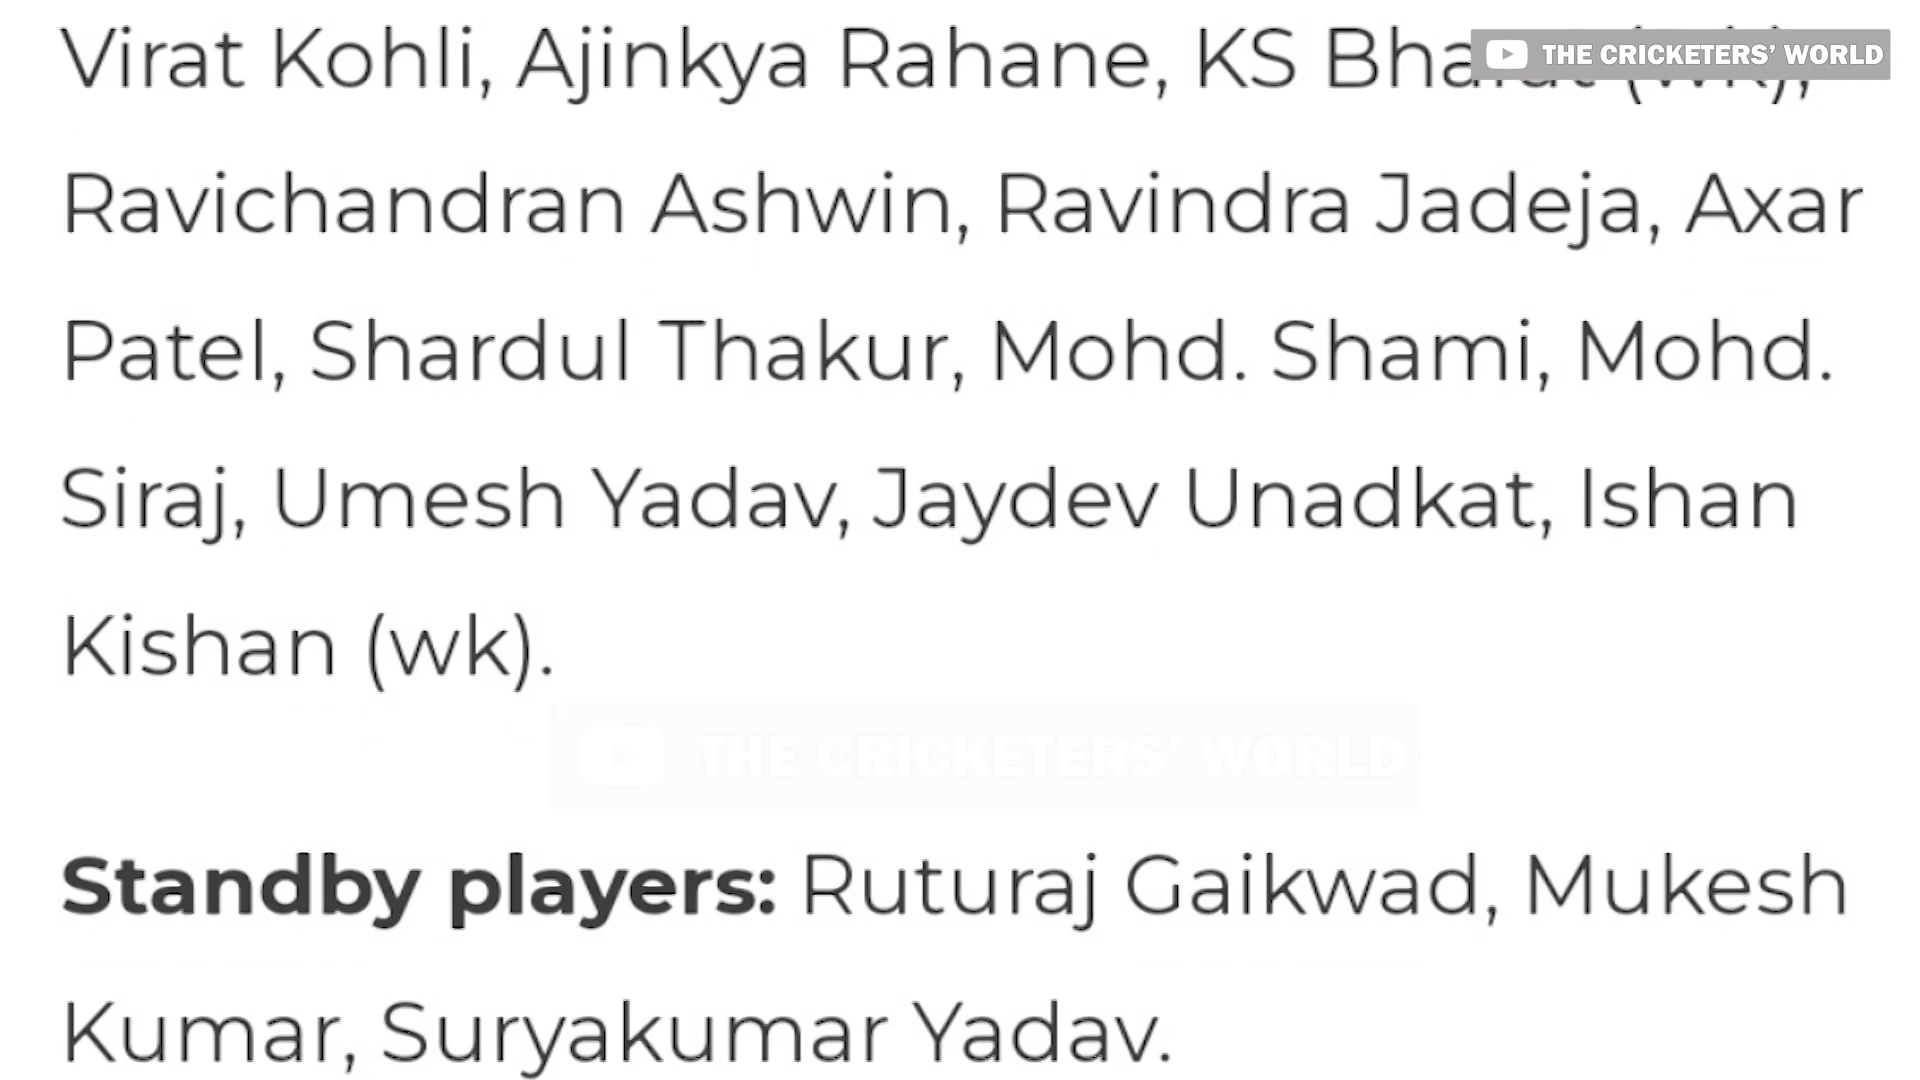 Virat Kohli, Ajinkya Rahane, KS Bharat (wk),
THE CRICKETERS' WORLD
Ravichandran Ashwin, Ravindra Jadeja, Axar
Patel, Shardul Thakur, Mohd. Shami, Mohd.
Siraj, Umesh Yadav, Jaydev Unadkat, Ishan
Kishan (wk).
THE CRICKETERS' WORLD
Standby players: Ruturaj Gaikwad, Mukesh
Kumar, Suryakumar Yadav.